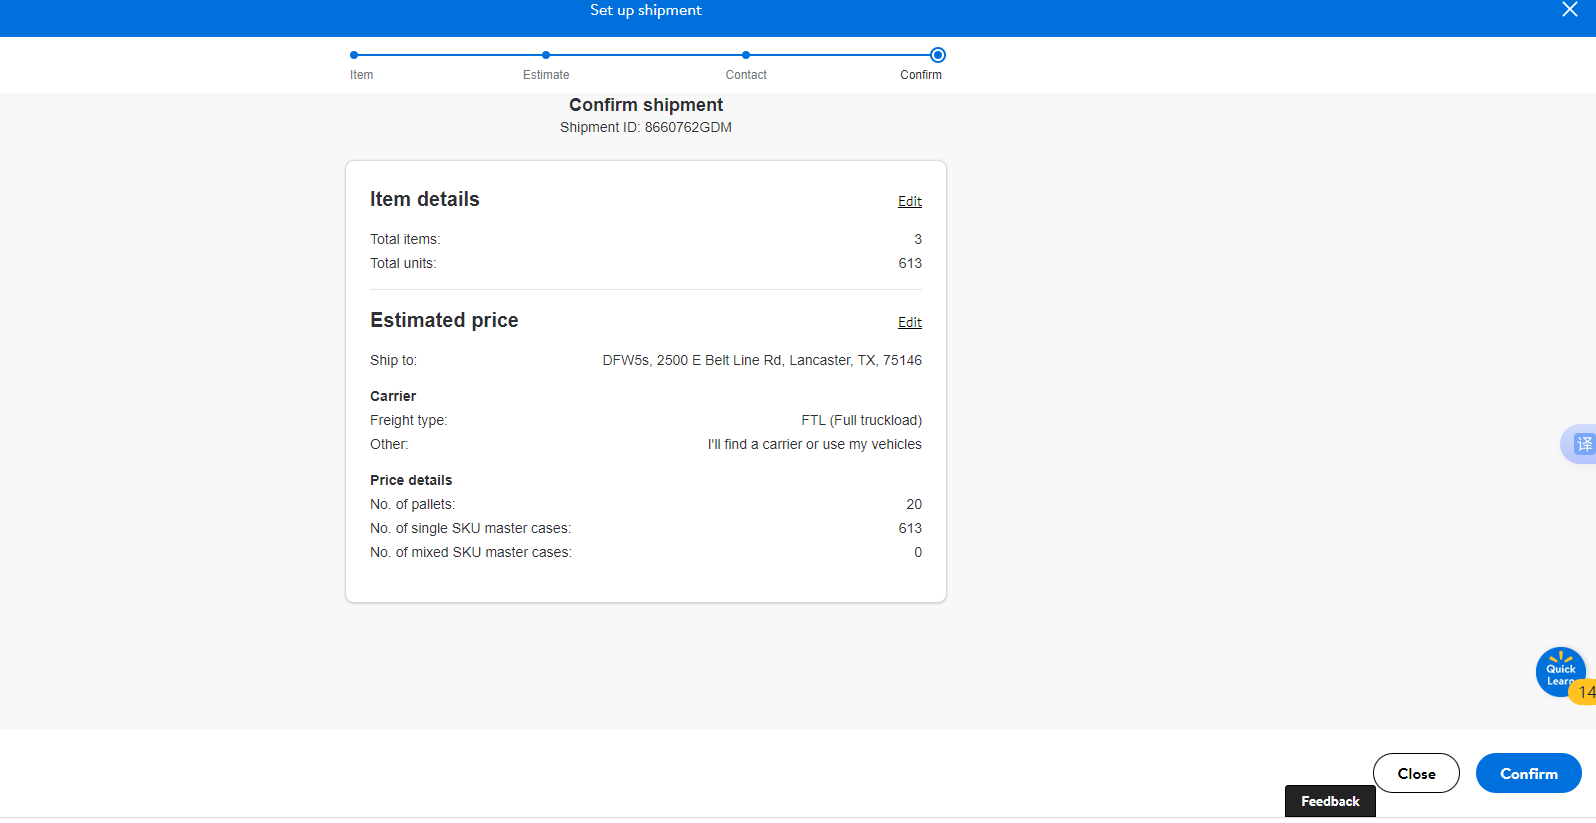 Set up shipment
Item
Estimate
Contact
Confirm
Confirm shipment
Shipment ID: 8660762GDM
Item details
Edit
Total items:
3
Total units:
613
Estimated price
Edit
Ship to:
DFW5s, 2500 E Belt Line Rd, Lancaster, TX, 75146
Carrier
Freight type:
FTL (Full truckload)
Other:
I'll find a carrier or use my vehicles
Price details
No. of pallets:
20
No. of single SKU master cases:
613
No. of mixed SKU master cases:
0
译
Quick
Learn
14
Close
Confirm
Feedback